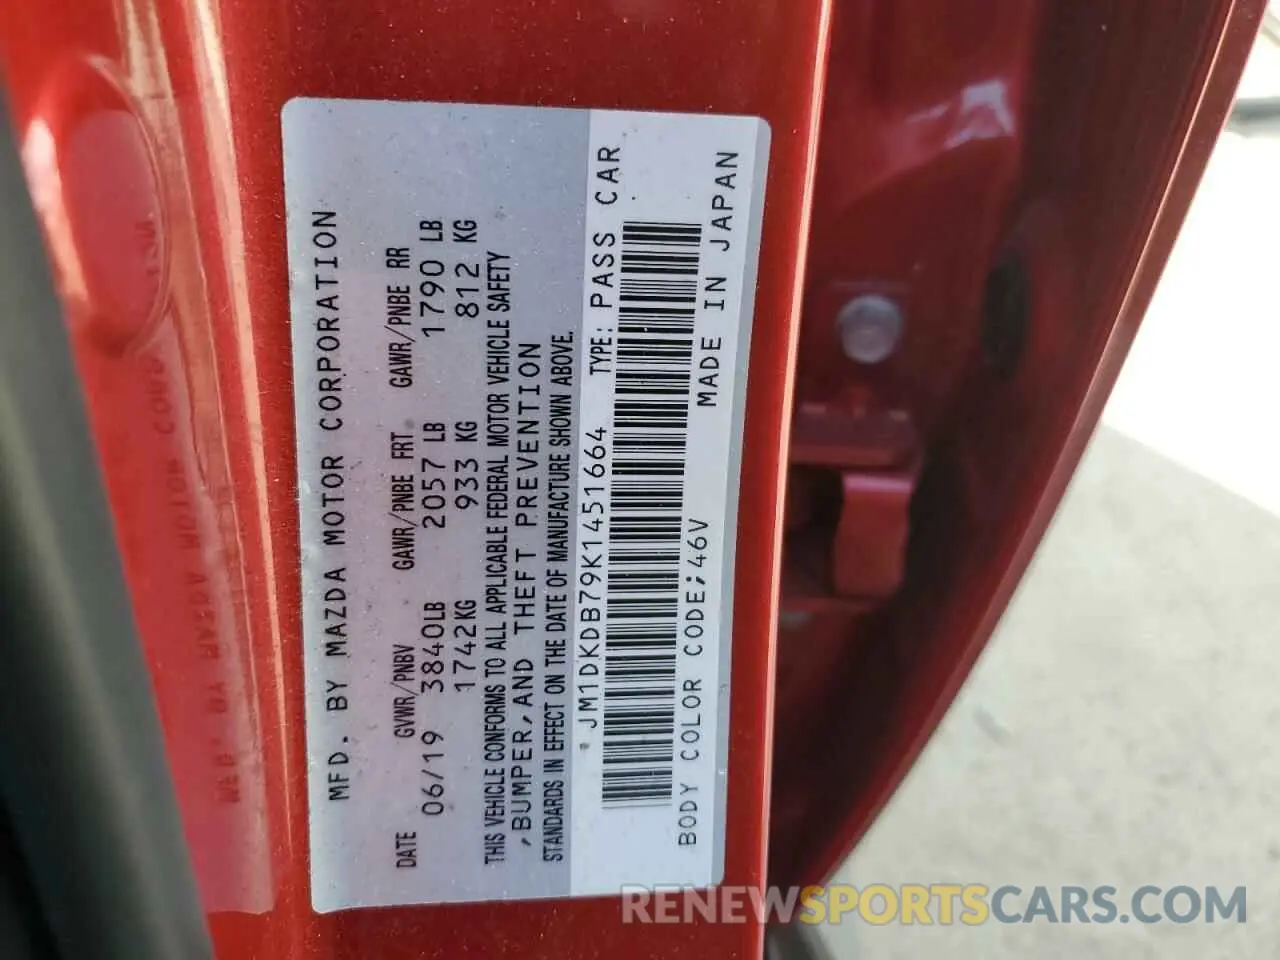 MFD. BY MAZDA MOTOR CORPORATION
DATE GVWR/PNBV GAWR/PNBE FRT GAWR/PNBE RR
06/19 3840LB 2057 LB 1790 LB
1742KG 933 KG 812 KG
THIS VEHICLE CONFORMS TO ALL APPLICABLE FEDERAL MOTOR VEHICLE SAFETY
,BUMPER,AND THEFT PREVENTION
STANDARDS IN EFFECT ON THE DATE OF MANUFACTURE SHOWN ABOVE.
JM1DKDB79K1451664 TYPE: PASS CAR
BODY COLOR CODE;46V MADE IN JAPAN
RENEWSPORTSCARS.COM